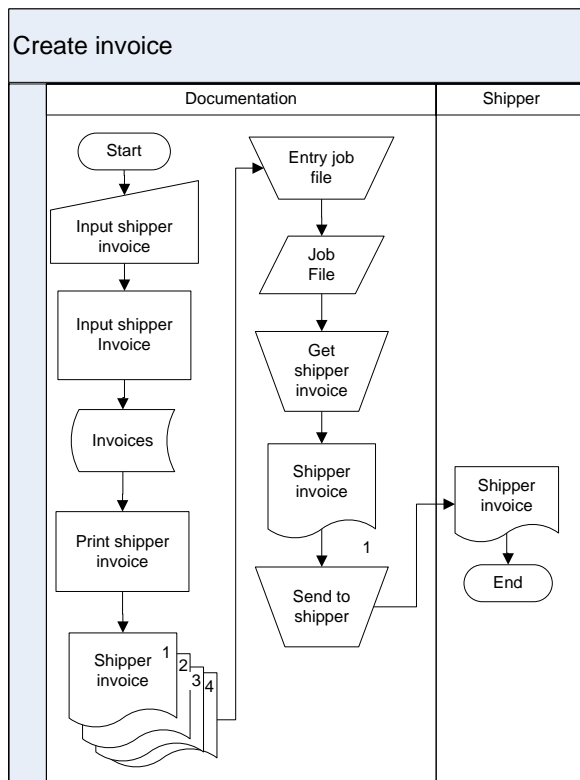 Create invoice
Documentation
Shipper
Start
Input shipper
invoice
Input shipper
Invoice
Invoices
Print shipper
invoice
Shipper
invoice
1
2
3
4
Entry job
file
Job
File
Get
shipper
invoice
Shipper
invoice
1
Send to
shipper
Shipper
invoice
End